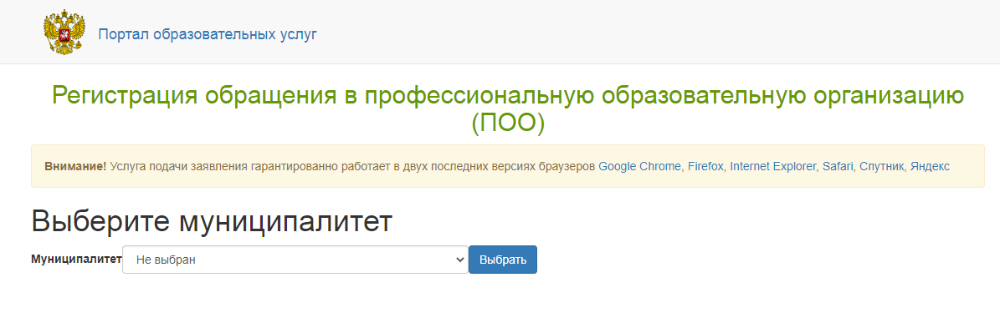 Портал образовательных услуг
Регистрация обращения в профессиональную образовательную организацию
(ПОО)
Внимание! Услуга подачи заявления гарантированно работает в двух последних версиях браузеров Google Chrome, Firefox, Internet Explorer, Safari, Спутник, Яндекс
Выберите муниципалитет
Муниципалитет Не выбран Выбрать